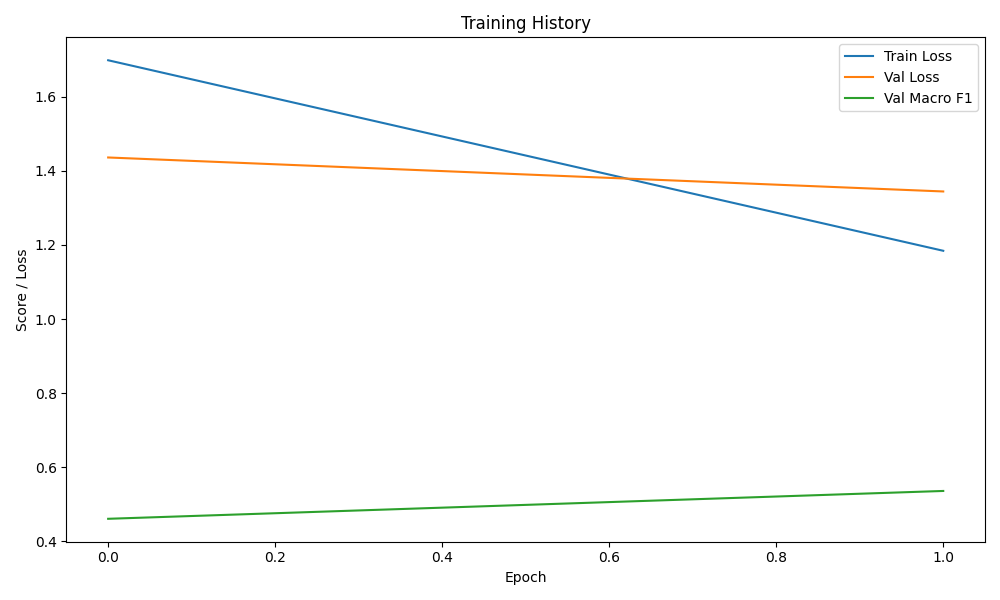 Training History
Train Loss
Val Loss
Val Macro F1
Score / Loss
1.6
1.4
1.2
1.0
0.8
0.6
0.4
0.0 0.2 0.4 0.6 0.8 1.0
Epoch